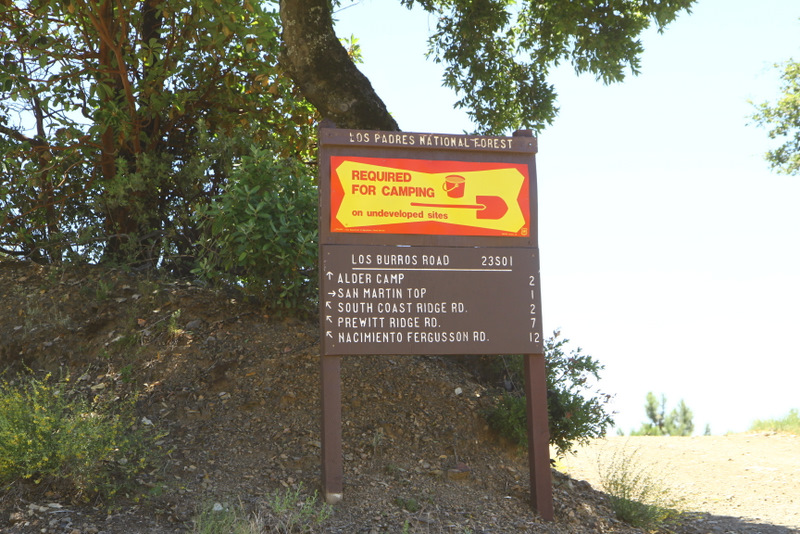 LOS PADRES NATIONAL FOREST
REQUIRED
FOR CAMPING
on undeveloped sites
LOS BURROS ROAD 23S01
↑ ALDER CAMP 2
→ SAN MARTIN TOP 1
↖ SOUTH COAST RIDGE RD. 2
↖ PREWITT RIDGE RD. 7
↖ NACIMIENTO FERGUSSON RD. 12